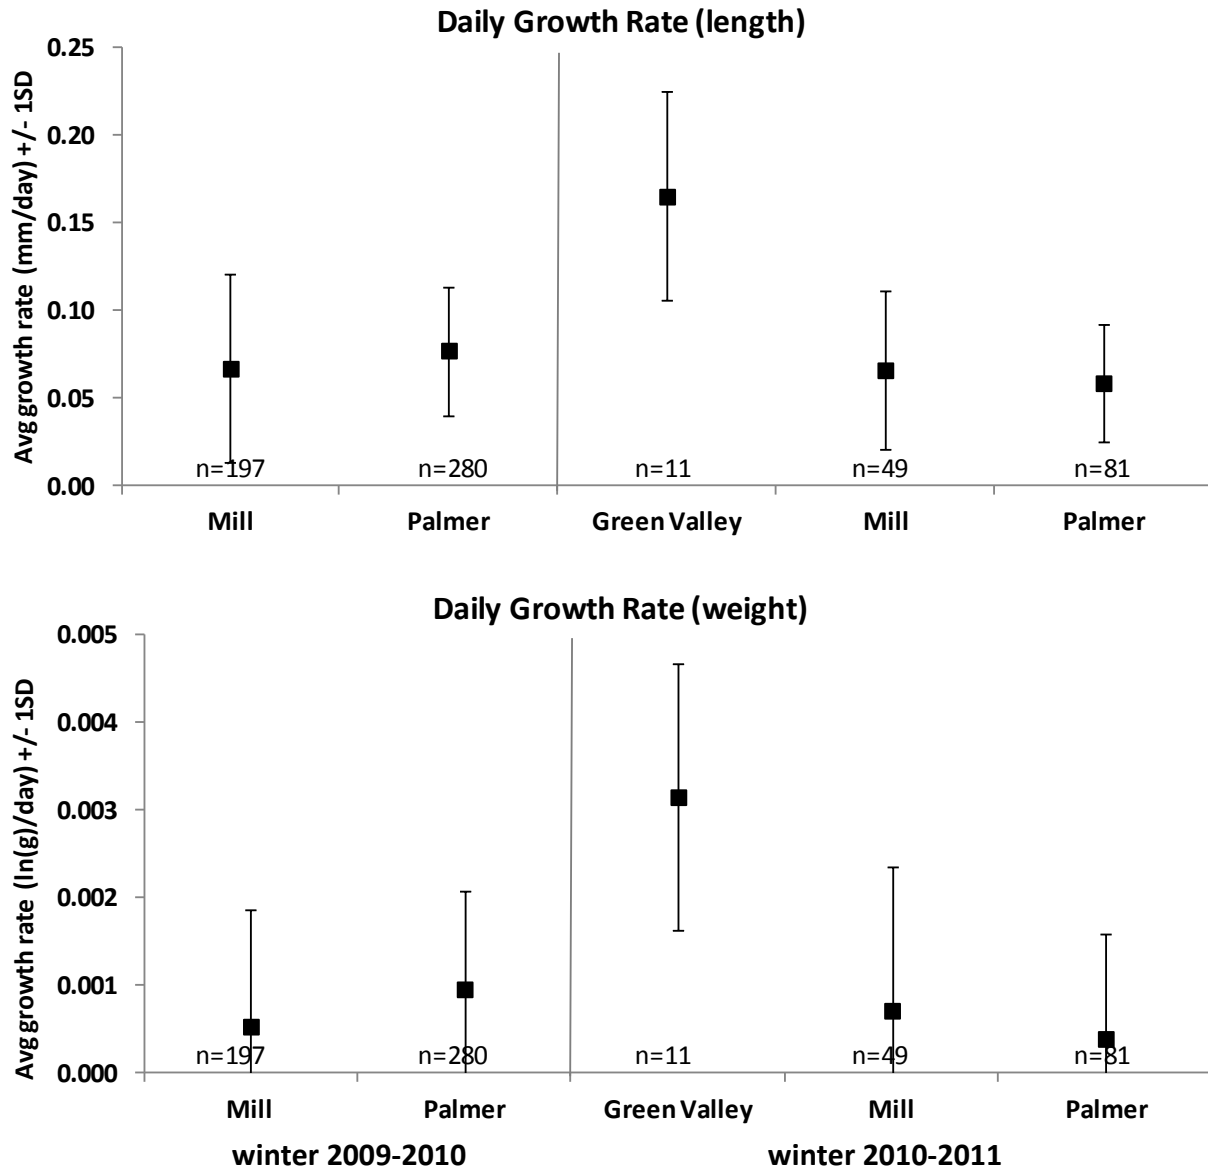 Daily Growth Rate (length)
Avg growth rate (mm/day) +/- 1SD
0.25
0.20
0.15
0.10
0.05
0.00
n=197 n=280 n=11 n=49 n=81
Mill Palmer Green Valley Mill Palmer
Daily Growth Rate (weight)
Avg growth rate (ln(g)/day) +/- 1SD
0.005
0.004
0.003
0.002
0.001
0.000
n=197 n=280 n=11 n=49 n=81
Mill Palmer Green Valley Mill Palmer
winter 2009-2010 winter 2010-2011